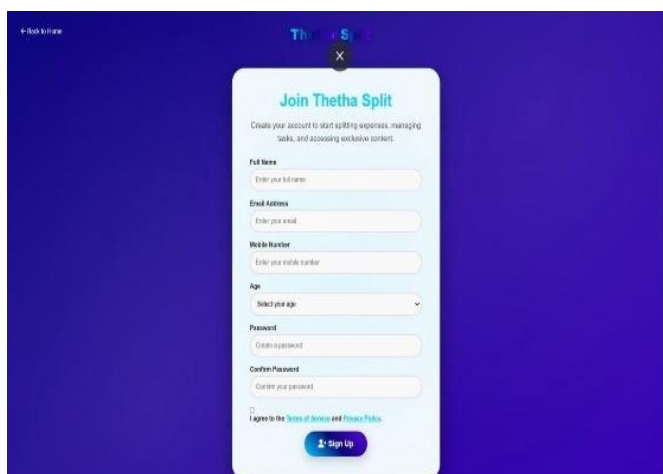 ← Back to Home
Thetha Split
X
Join Thetha Split
Create your account to start splitting expenses, managing
tasks, and accessing exclusive content.
Full Name
Enter your full name
Email Address
Enter your email
Mobile Number
Enter your mobile number
Age
Select your age
Password
Create a password
Confirm Password
Confirm your password
I agree to the Terms of Service and Privacy Policy.
Sign Up